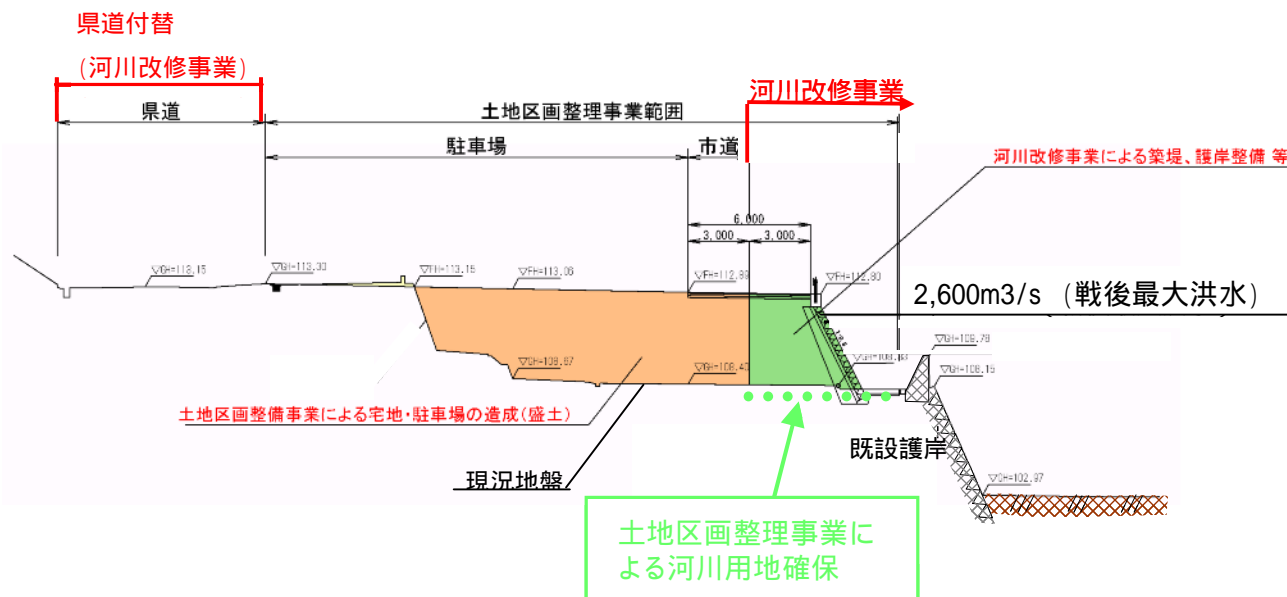 県道付替
(河川改修事業)
河川改修事業
県道
土地区画整理事業範囲
駐車場
市道
河川改修事業による築堤、護岸整備 等
6,000
3,000
3,000
▽GH=113.15
▽GH=113.30
▽FH=113.15
▽FH=113.06
▽FH=112.89
▽FH=112.80
2,600m3/s (戦後最大洪水)
▽GH=109.78
▽GH=108.67
▽GH=108.40
▽GH=108.15
土地区画整備事業による宅地・駐車場の造成(盛土)
既設護岸
現況地盤
▽GH=102.97
土地区画整理事業に
よる河川用地確保